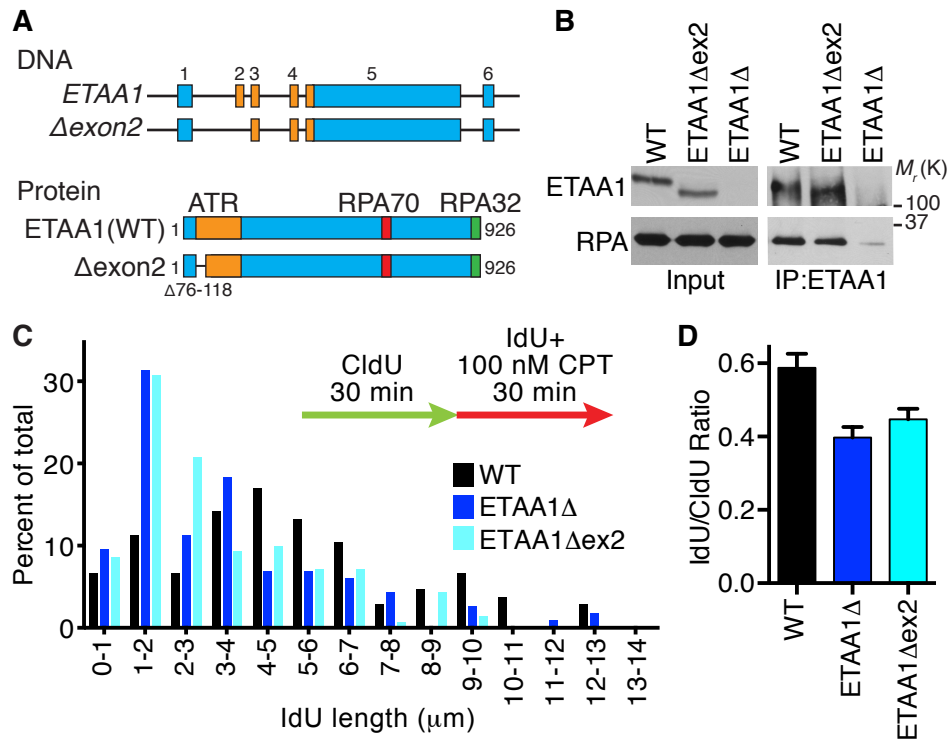 A
DNA
1 2 3 4 5 6
ETAA1
Δexon2
Protein
ATR RPA70 RPA32
ETAA1(WT) 1 926
Δexon2 1 926
Δ76-118
B
WT ETAA1Δex2 ETAA1Δ WT ETAA1Δex2 ETAA1Δ
Mr (K)
ETAA1
100
37
RPA
Input IP:ETAA1
C
CldU
30 min
IdU+
100 nM CPT
30 min
Percent of total
30
20
10
0
WT
ETAA1Δ
ETAA1Δex2
0-1 1-2 2-3 3-4 4-5 5-6 6-7 7-8 8-9 9-10 10-11 11-12 12-13 13-14
IdU length (μm)
D
IdU/CldU Ratio
0.6
0.4
0.2
0.0
WT ETAA1Δ ETAA1Δex2